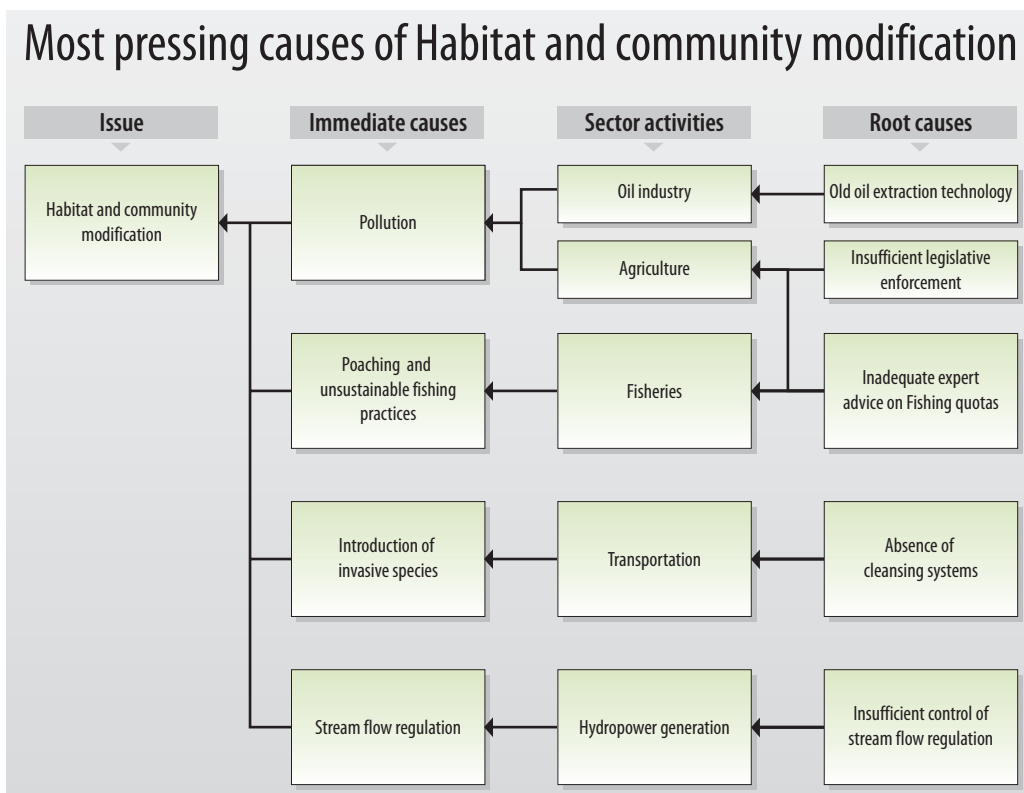 Most pressing causes of Habitat and community modification
Issue
Immediate causes
Sector activities
Root causes
Habitat and community
modification
Pollution
Oil industry
Old oil extraction technology
Agriculture
Insufficient legislative
enforcement
Poaching and
unsustainable fishing
practices
Fisheries
Inadequate expert
advice on Fishing quotas
Introduction of
invasive species
Transportation
Absence of
cleansing systems
Stream flow regulation
Hydropower generation
Insufficient control of
stream flow regulation